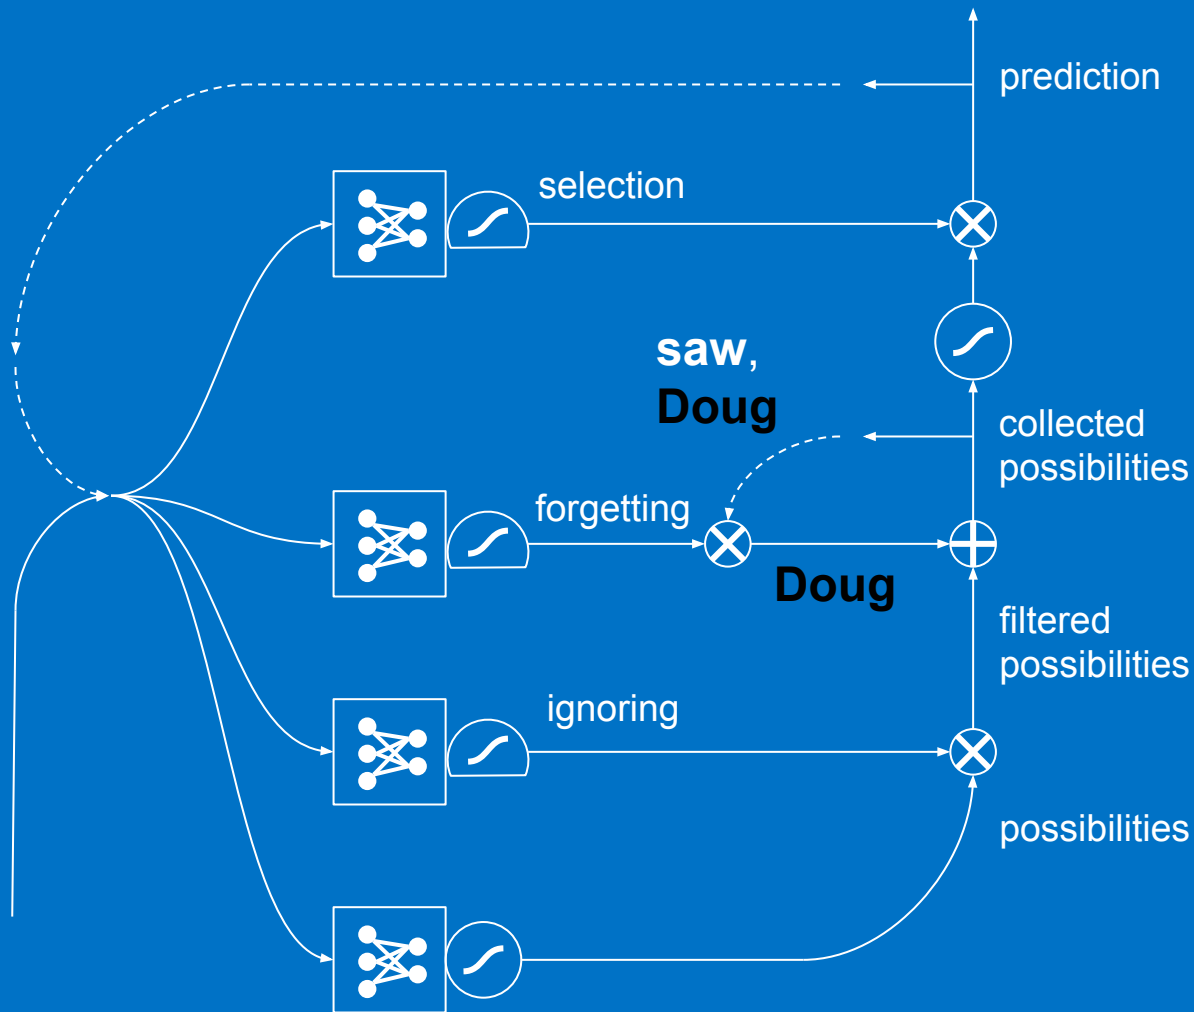 prediction
selection
saw,
Doug
collected
possibilities
forgetting
Doug
filtered
possibilities
ignoring
possibilities